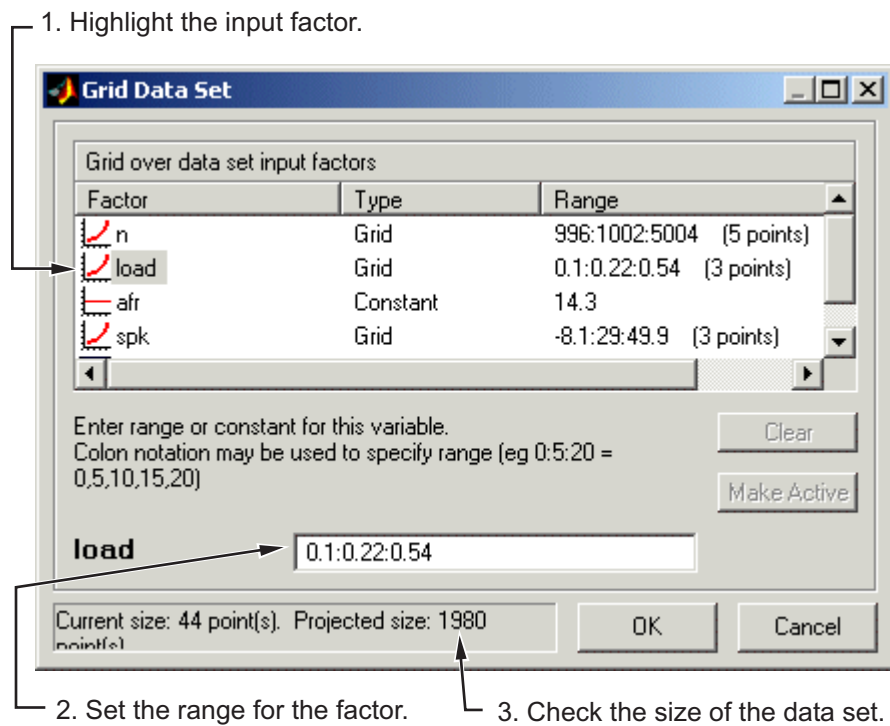 1. Highlight the input factor.
Grid Data Set
Grid over data set input factors
Factor Type Range
n Grid 996:1002:5004 (5 points)
load Grid 0.1:0.22:0.54 (3 points)
afr Constant 14.3
spk Grid -8.1:29:49.9 (3 points)
Enter range or constant for this variable.
Colon notation may be used to specify range (eg 0:5:20 =
0,5,10,15,20)
Clear
Make Active
load 0.1:0.22:0.54
Current size: 44 point(s). Projected size: 1980
point(s)
OK Cancel
2. Set the range for the factor.
3. Check the size of the data set.